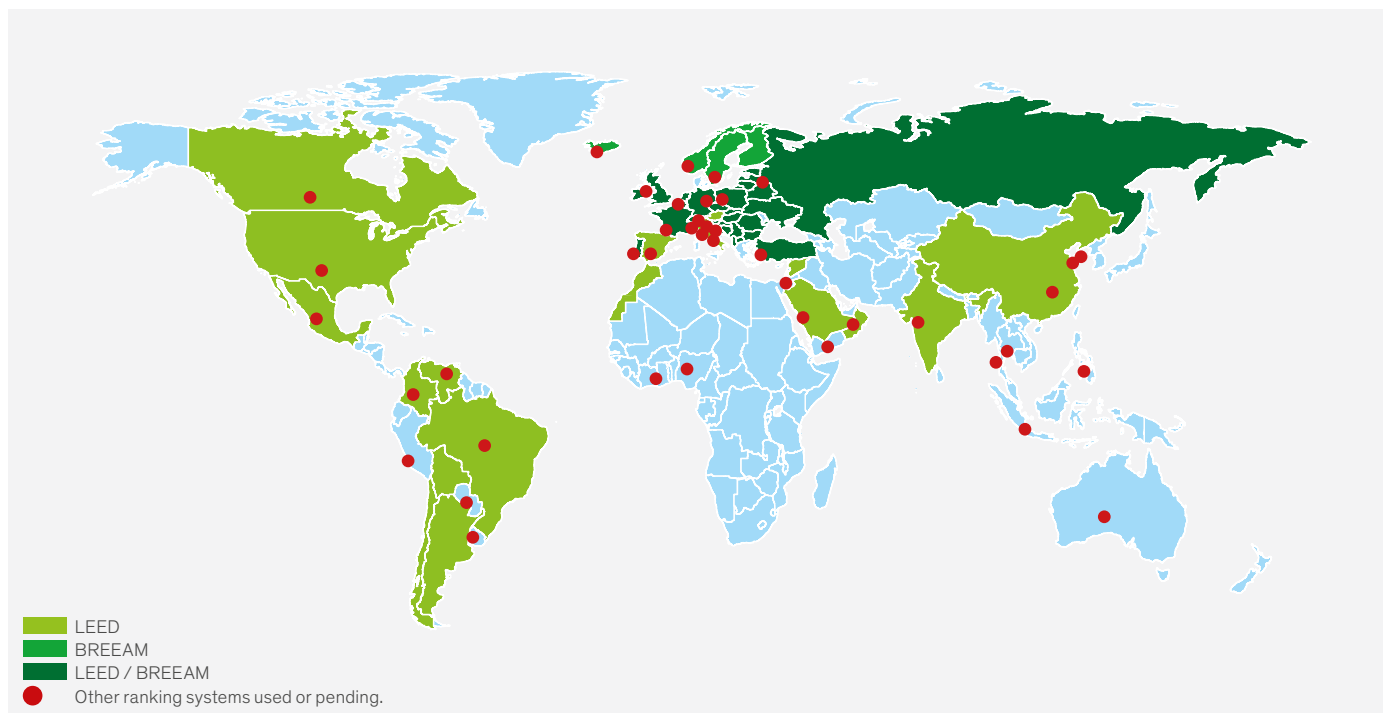 LEED
BREEAM
LEED / BREEAM
Other ranking systems used or pending.